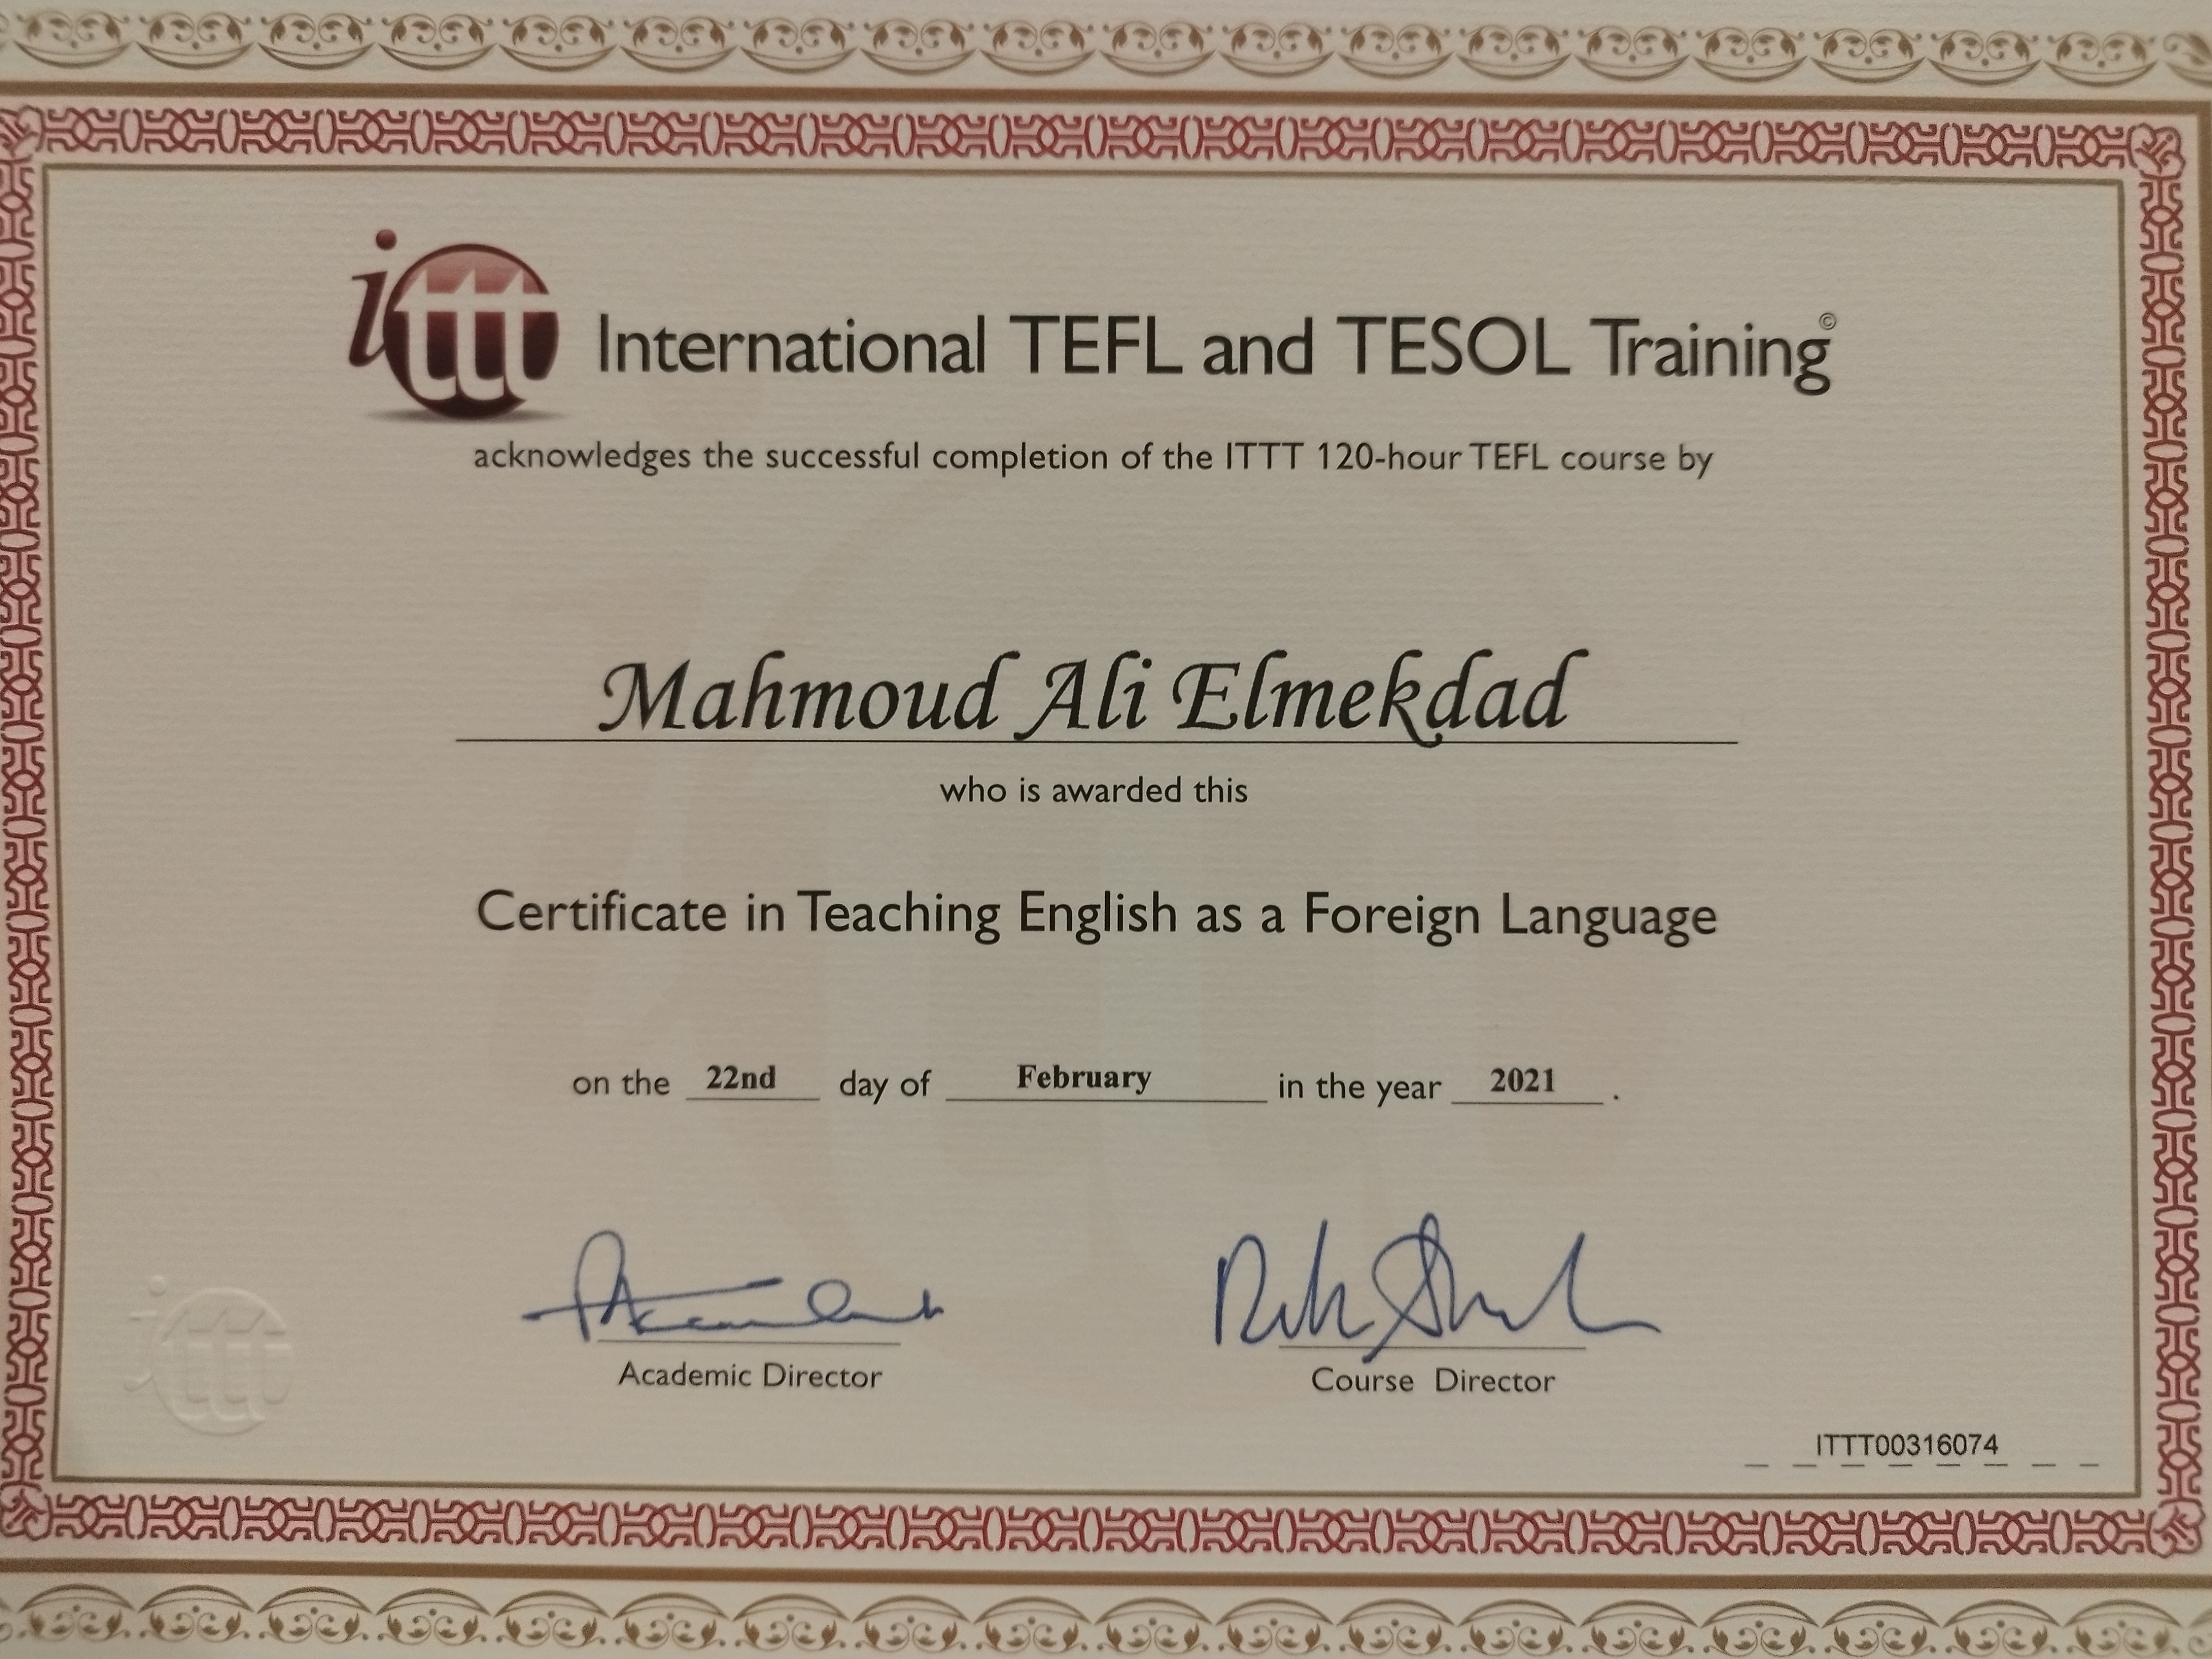 ittt International TEFL and TESOL Training©
acknowledges the successful completion of the ITTT 120-hour TEFL course by
Mahmoud Ali Elmekdad
who is awarded this
Certificate in Teaching English as a Foreign Language
on the 22nd day of February in the year 2021 .
Academic Director
Course Director
ittt
ITTT00316074